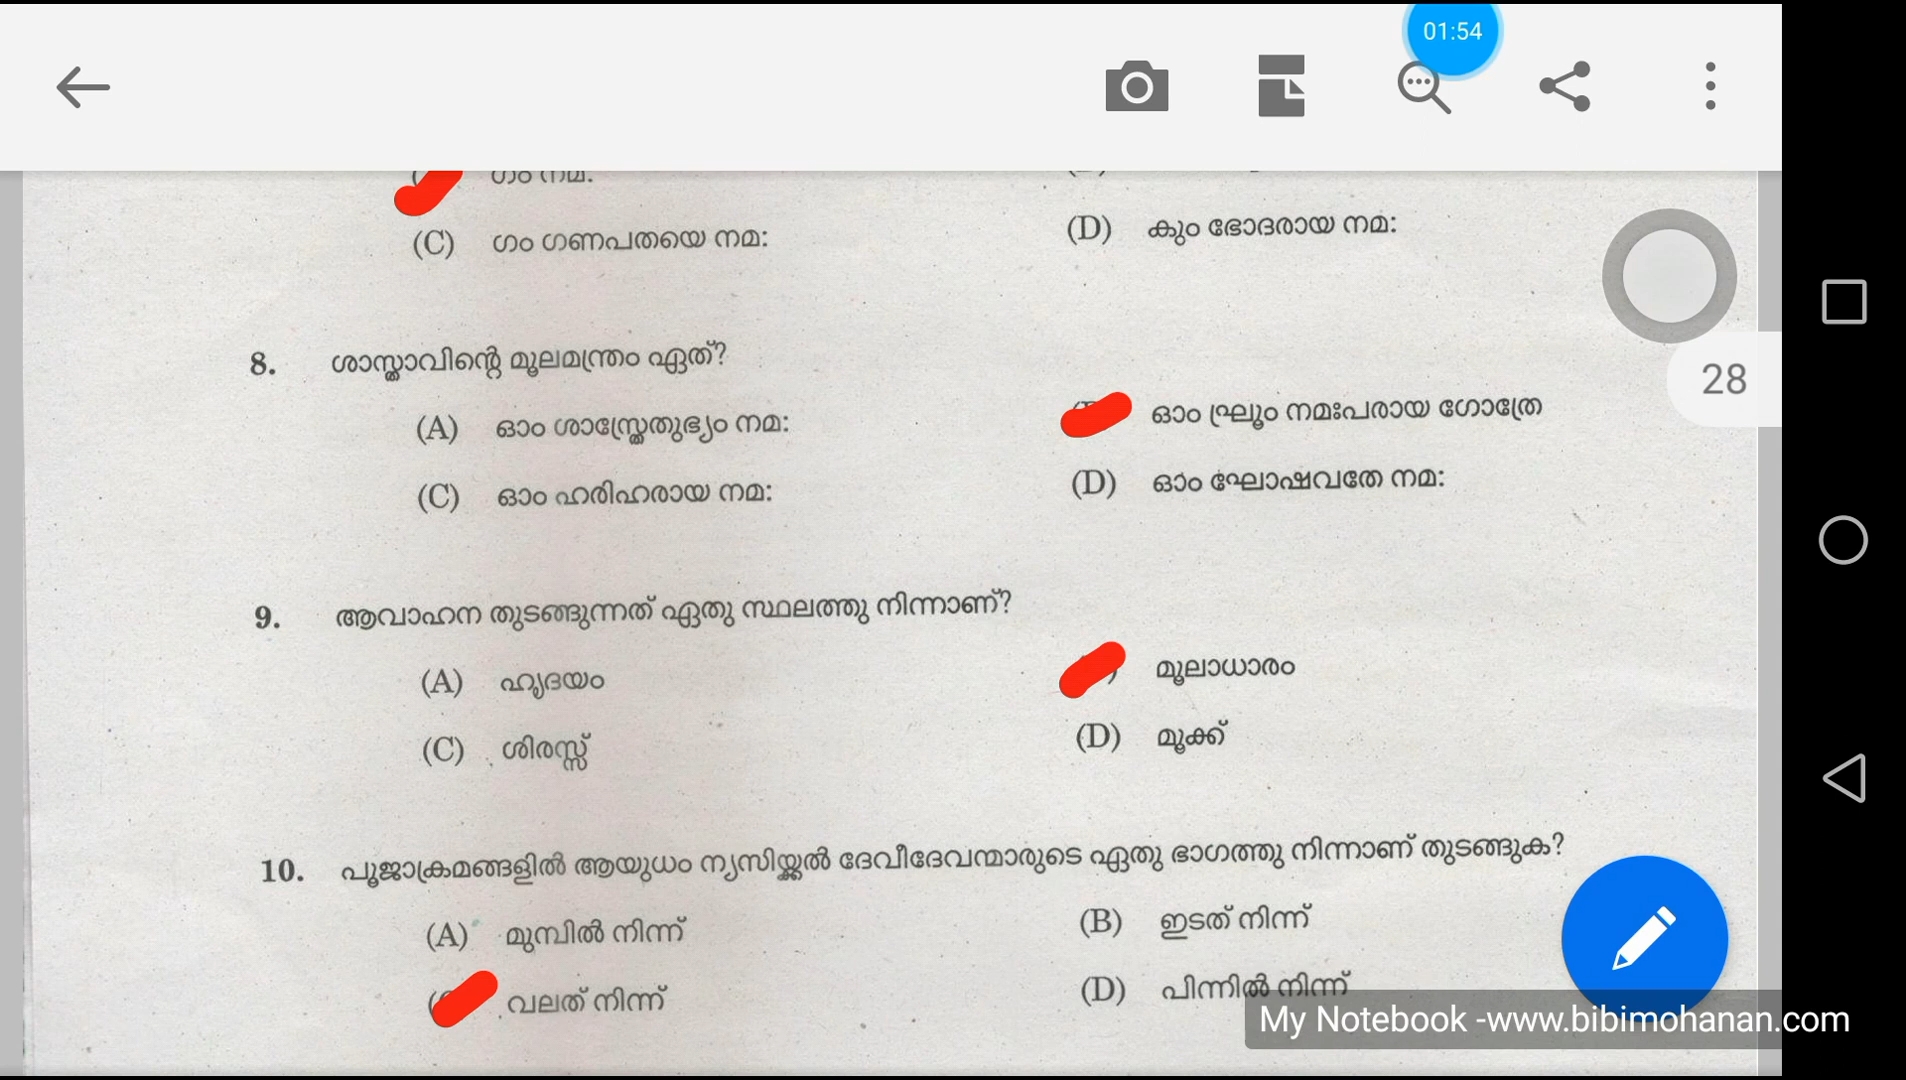 01:54
ഗം നമ:
(C) ഗം ഗണപതയെ നമ: (D) കും ഭോദരായ നമ:
28
8. ശാസ്താവിന്റെ മൂലമന്ത്രം ഏത്?
(A) ഓം ശാസ്ത്രേതുഭ്യം നമ: ഓം ഘ്രൂം നമഃപരായ ഗോത്രേ
(C) ഓം ഹരിഹരായ നമ: (D) ഓം ഘോഷവതേ നമ:
9. ആവാഹന തുടങ്ങുന്നത് ഏതു സ്ഥലത്തു നിന്നാണ്?
(A) ഹൃദയം മൂലാധാരം
(C) ശിരസ്സ് (D) മൂക്ക്
10. പൂജാക്രമങ്ങളിൽ ആയുധം ന്യസിയ്ക്കൽ ദേവീദേവന്മാരുടെ ഏതു ഭാഗത്തു നിന്നാണ് തുടങ്ങുക?
(A) മുമ്പിൽ നിന്ന് (B) ഇടത് നിന്ന്
വലത് നിന്ന് (D) പിന്നിൽ നിന്ന്
My Notebook -www.bibimohanan.com